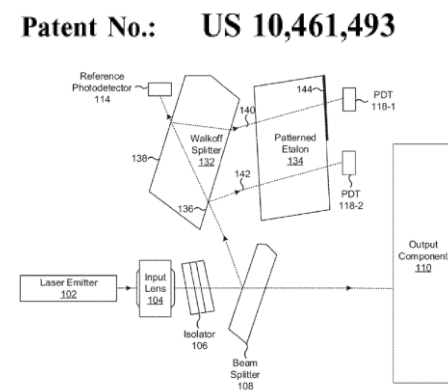 Patent No.: US 10,461,493
Reference
Photodetector
114
144
140
PDT
118-1
138
Walkoff
Splitter
132
Patterned
Etalon
134
142
136
PDT
118-2
Output
Component
110
Laser Emitter
102
Input
Lens
104
Isolator
106
Beam
Splitter
108